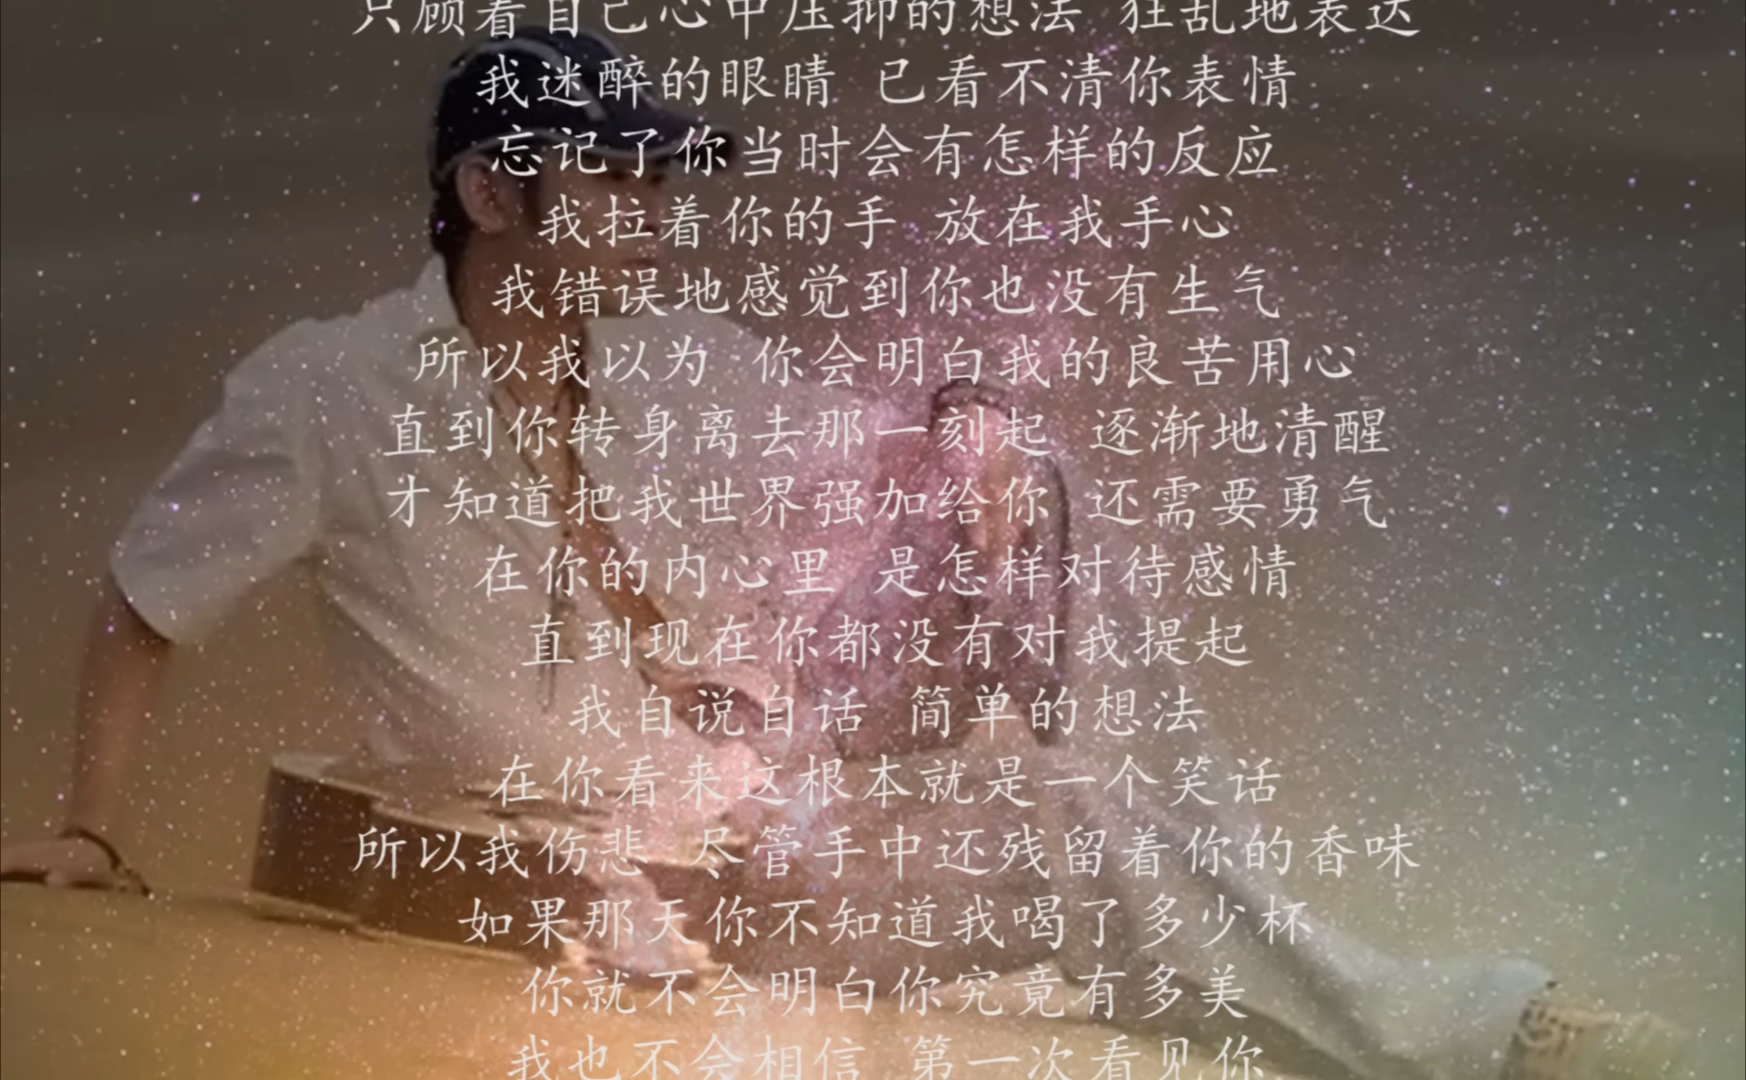 只顾着自己心中压抑的想法 狂乱地表达
我迷醉的眼睛 已看不清你表情
忘记了你当时会有怎样的反应
我拉着你的手 放在我手心
我错误地感觉到你也没有生气
所以我以为 你会明白我的良苦用心
直到你转身离去那一刻起 逐渐地清醒
才知道把我世界强加给你 还需要勇气
在你的内心里 是怎样对待感情
直到现在你都没有对我提起
我自说自话 简单的想法
在你看来这根本就是一个笑话
所以我伤悲 尽管手中还残留着你的香味
如果那天你不知道我喝了多少杯
你就不会明白你究竟有多美
我也不会相信 第一次看见你